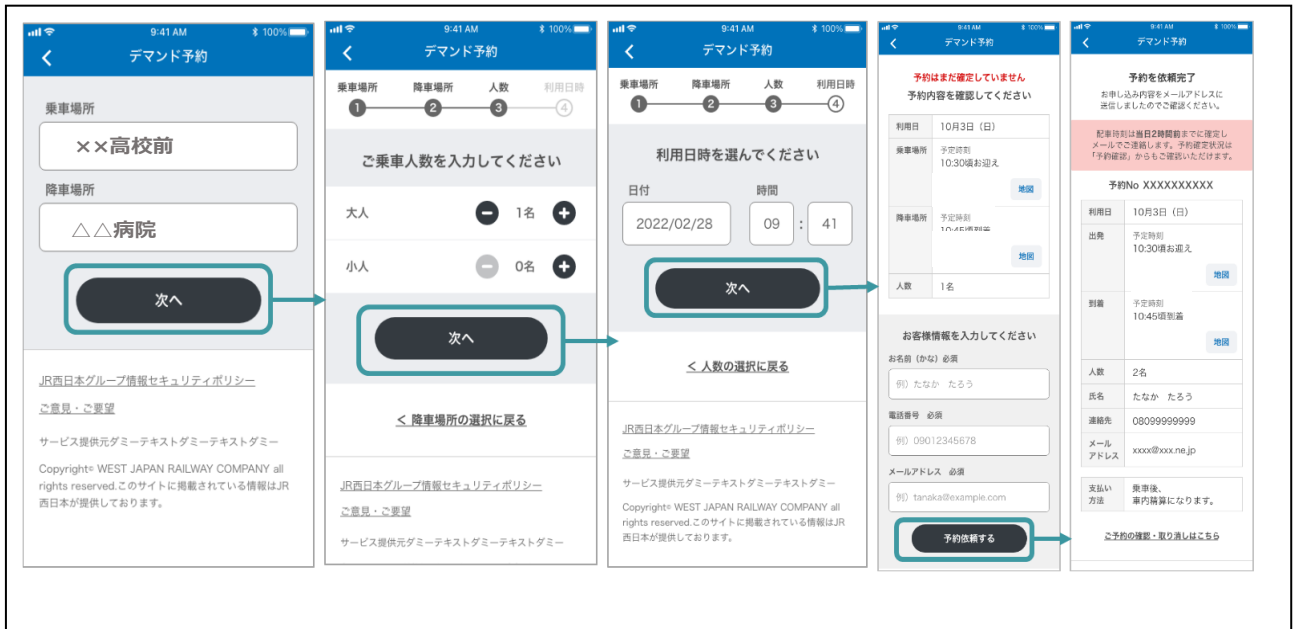 9:41 AM
100%
デマンド予約
乗車場所
××高校前
降車場所
△△病院
次へ
JR西日本グループ情報セキュリティポリシー
ご意見・ご要望
サービス提供元ダミーテキストダミーテキストダミー
Copyright© WEST JAPAN RAILWAY COMPANY all
rights reserved.このサイトに掲載されている情報はJR
西日本が提供しております。
9:41 AM
100%
デマンド予約
乗車場所 降車場所 人数 利用日時
1 2 3 4
ご乗車人数を入力してください
大人 1名
小人 0名
次へ
< 降車場所の選択に戻る
JR西日本グループ情報セキュリティポリシー
ご意見・ご要望
サービス提供元ダミーテキストダミーテキストダミー
9:41 AM
100%
デマンド予約
乗車場所 降車場所 人数 利用日時
1 2 3 4
利用日時を選んでください
日付 時間
2022/02/28 09 : 41
次へ
< 人数の選択に戻る
JR西日本グループ情報セキュリティポリシー
ご意見・ご要望
サービス提供元ダミーテキストダミーテキストダミー
Copyright© WEST JAPAN RAILWAY COMPANY all
rights reserved.このサイトに掲載されている情報はJR
西日本が提供しております。
9:41 AM
100%
デマンド予約
予約はまだ確定していません
予約内容を確認してください
利用日 10月3日（日）
乗車場所 予定時刻
10:30頃お迎え
地図
降車場所 予定時刻
10:45頃到着
地図
人数 1名
お客様情報を入力してください
お名前（かな）必須
例）たなか たろう
電話番号 必須
例）09012345678
メールアドレス 必須
例）tanaka@example.com
予約依頼する
9:41 AM
100%
デマンド予約
予約を依頼完了
お申し込み内容をメールアドレスに
送信しましたのでご確認ください。
配車時刻は当日2時間前までに確定し
メールでご連絡します。予約確定状況は
「予約確認」からもご確認いただけます。
予約No XXXXXXXXXX
利用日 10月3日（日）
出発 予定時刻
10:30頃お迎え
地図
到着 予定時刻
10:45頃到着
地図
人数 2名
氏名 たなか たろう
連絡先 08099999999
メール
アドレス xxxx@xxx.ne.jp
支払い
方法 乗車後、
車内精算になります。
ご予約の確認・取り消しはこちら